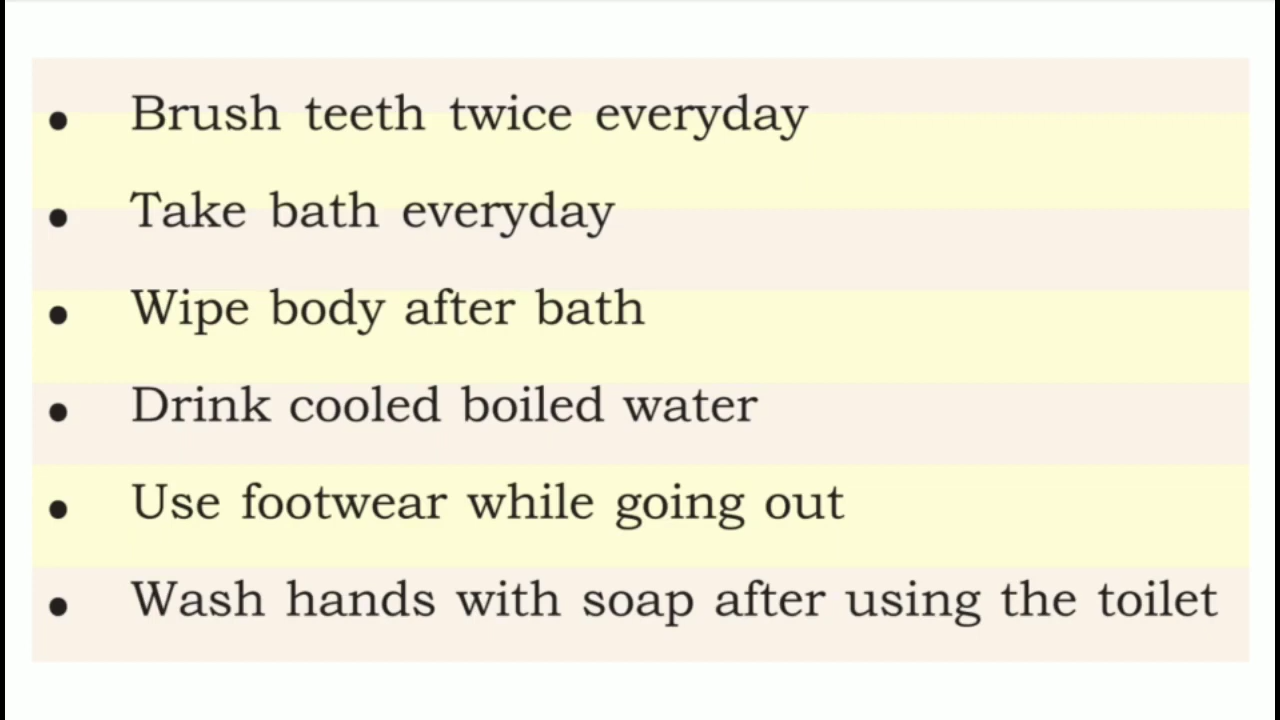 • Brush teeth twice everyday
• Take bath everyday
• Wipe body after bath
• Drink cooled boiled water
• Use footwear while going out
• Wash hands with soap after using the toilet